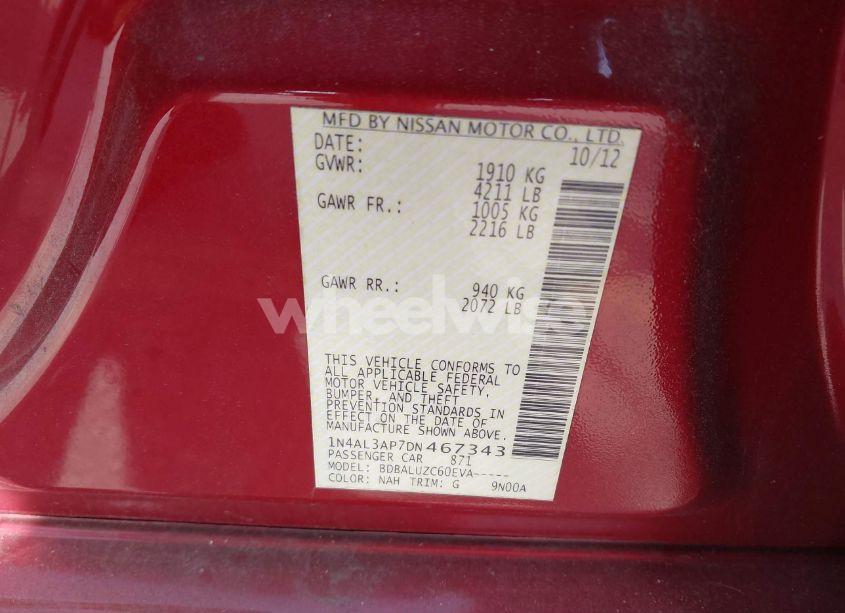 MFD BY NISSAN MOTOR CO., LTD.
DATE: 10/12
GVWR: 1910 KG
4211 LB
GAWR FR.: 1005 KG
2216 LB
GAWR RR.: 940 KG
2072 LB
wheelwise
THIS VEHICLE CONFORMS TO
ALL APPLICABLE FEDERAL
MOTOR VEHICLE SAFETY,
BUMPER, AND THEFT
PREVENTION STANDARDS IN
EFFECT ON THE DATE OF
MANUFACTURE SHOWN ABOVE.
1N4AL3AP7DN467343
PASSENGER CAR 871
MODEL: BDBALUZC60EVA-----
COLOR: NAH TRIM: G 9N00A